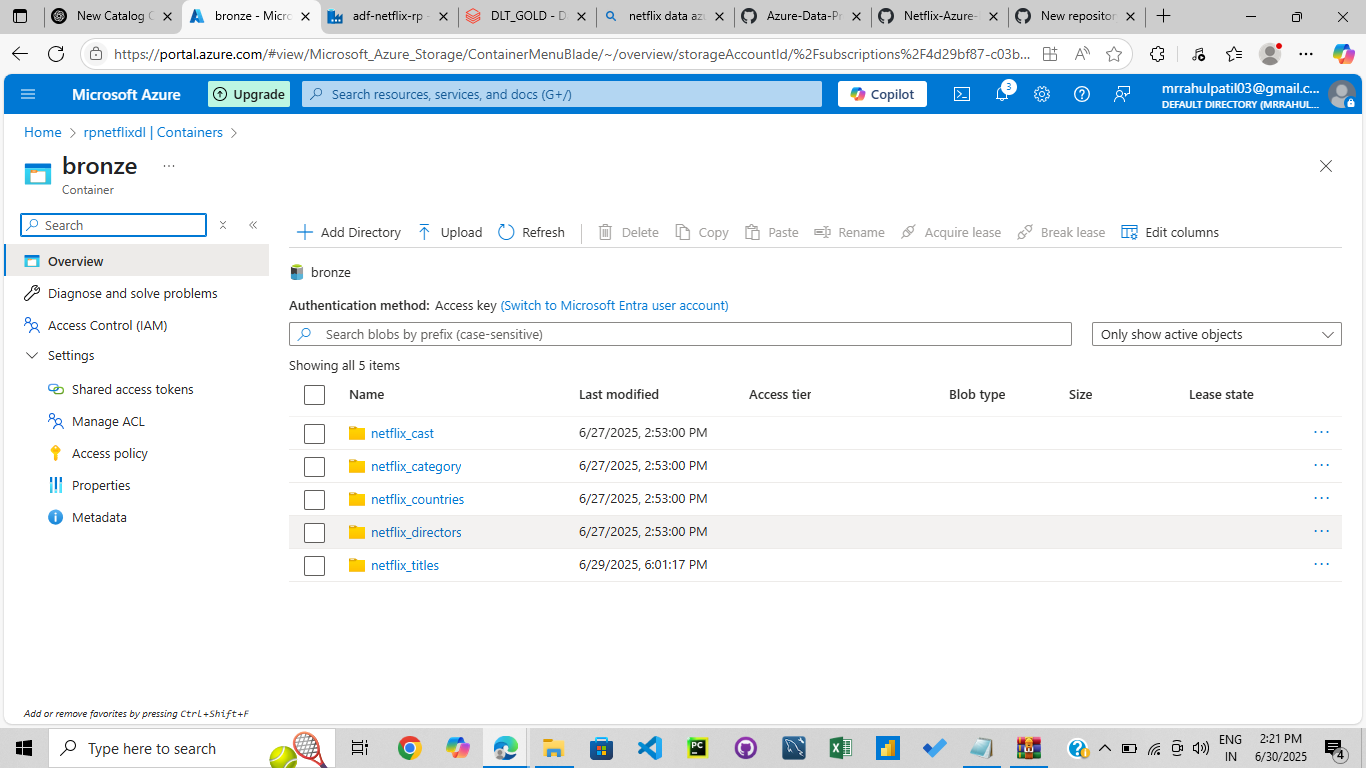 New Catalog C
bronze - Micro
adf-netflix-rp -
DLT_GOLD - D
netflix data azu
Azure-Data-Pr
Netflix-Azure-
New repositor
https://portal.azure.com/#view/Microsoft_Azure_Storage/ContainerMenuBlade/~/overview/storageAccountId/%2Fsubscriptions%2F4d29bf87-c03b...
Microsoft Azure
Upgrade
Search resources, services, and docs (G+/)
Copilot
3
mrrahulpatil03@gmail.c...
DEFAULT DIRECTORY (MRRAHUL...
Home > rpnetflixdl | Containers >
bronze ...
Container
Search
Add Directory
Upload
Refresh
Delete
Copy
Paste
Rename
Acquire lease
Break lease
Edit columns
Overview
Diagnose and solve problems
Access Control (IAM)
Settings
Shared access tokens
Manage ACL
Access policy
Properties
Metadata
bronze
Authentication method: Access key (Switch to Microsoft Entra user account)
Search blobs by prefix (case-sensitive)
Only show active objects
Showing all 5 items
Name Last modified Access tier Blob type Size Lease state
netflix_cast 6/27/2025, 2:53:00 PM ...
netflix_category 6/27/2025, 2:53:00 PM ...
netflix_countries 6/27/2025, 2:53:00 PM ...
netflix_directors 6/27/2025, 2:53:00 PM ...
netflix_titles 6/29/2025, 6:01:17 PM ...
Add or remove favorites by pressing Ctrl+Shift+F
Type here to search
ENG
IN
2:21 PM
6/30/2025
4